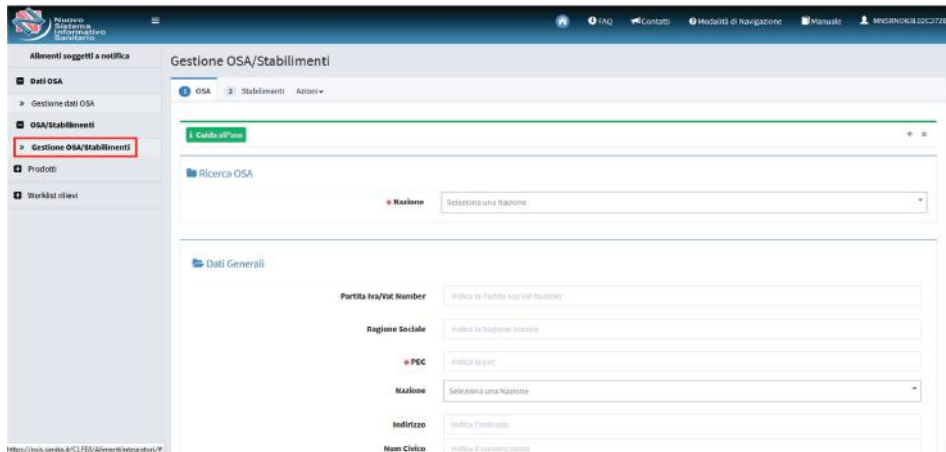 Nuovo
Sistema
Informativo
Sanitario
FAQ
Contatti
Modalità di Navigazione
Manuale
Alimenti soggetti a notifica
Dati OSA
» Gestione dati OSA
OSA/Stabilimenti
» Gestione OSA/Stabilimenti
Prodotti
Worklist rilievi
Gestione OSA/Stabilimenti
1 OSA
2 Stabilimenti
Azioni
i Guida all'uso
Ricerca OSA
* Nazione
Seleziona una Nazione
Dati Generali
Partita Iva/Vat Number
Indica la Partita Iva/Vat Number
Ragione Sociale
Indica la Ragione Sociale
* PEC
Indica la pec
Nazione
Seleziona una Nazione
Indirizzo
Indica l'indirizzo
Num Civico
Indica il numero civico